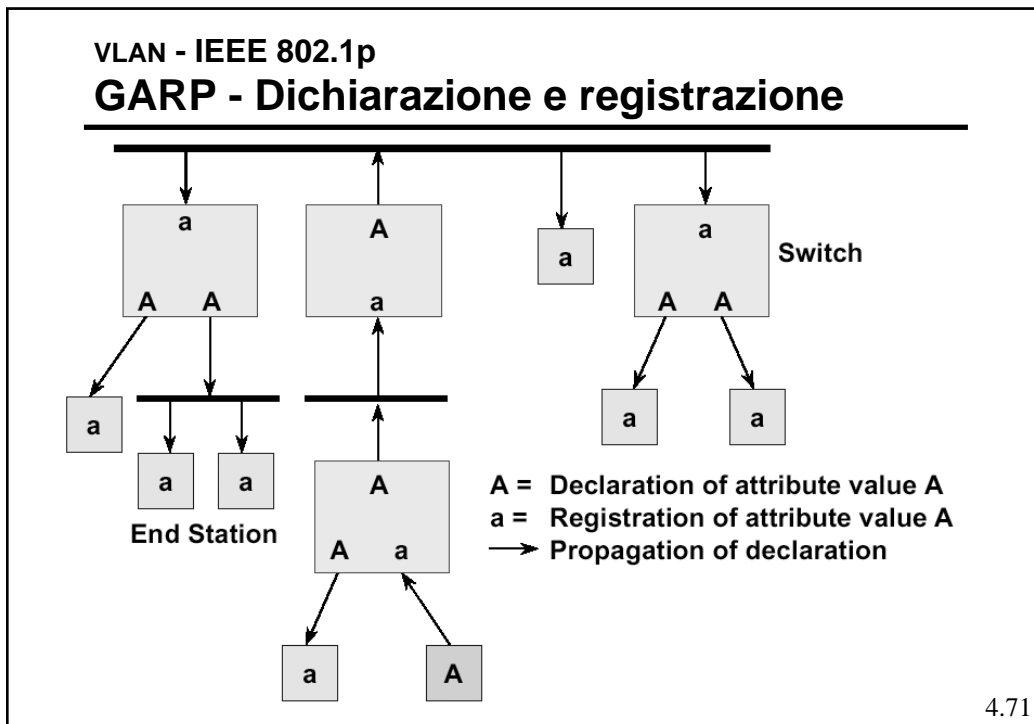 VLAN - IEEE 802.1p
GARP - Dichiarazione e registrazione
a
A
a
a
Switch
A A
a
A A
a
a
a
a
a
a
End Station
A
A = Declaration of attribute value A
a = Registration of attribute value A
Propagation of declaration
A a
a
A
4.71